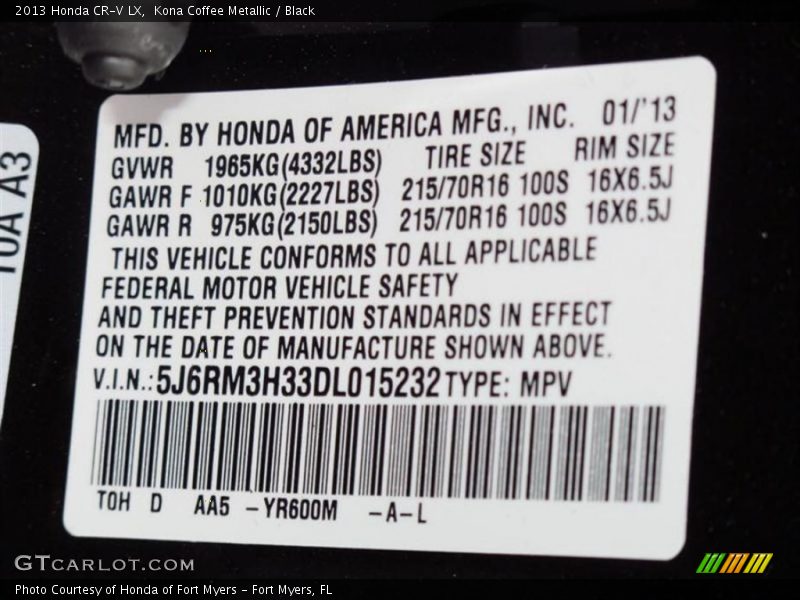 2013 Honda CR-V LX,  Kona Coffee Metallic / Black
10A A3
MFD. BY HONDA OF AMERICA MFG., INC. 01/'13
GVWR 1965KG(4332LBS) TIRE SIZE RIM SIZE
GAWR F 1010KG(2227LBS) 215/70R16 100S 16X6.5J
GAWR R 975KG(2150LBS) 215/70R16 100S 16X6.5J
THIS VEHICLE CONFORMS TO ALL APPLICABLE
FEDERAL MOTOR VEHICLE SAFETY
AND THEFT PREVENTION STANDARDS IN EFFECT
ON THE DATE OF MANUFACTURE SHOWN ABOVE.
V.I.N.:5J6RM3H33DL015232 TYPE: MPV
TOH D AA5 -YR600M -A-L
GTCARLOT.COM
Photo Courtesy of Honda of Fort Myers - Fort Myers, FL